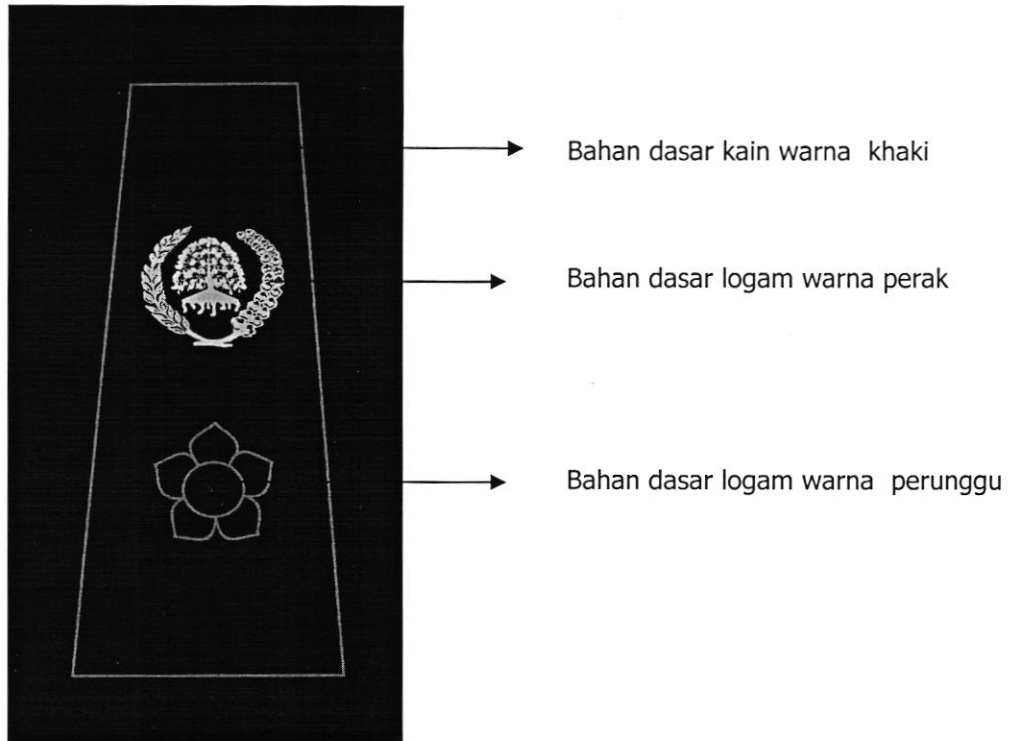 Bahan dasar kain warna khaki
Bahan dasar logam warna perak
Bahan dasar logam warna perunggu